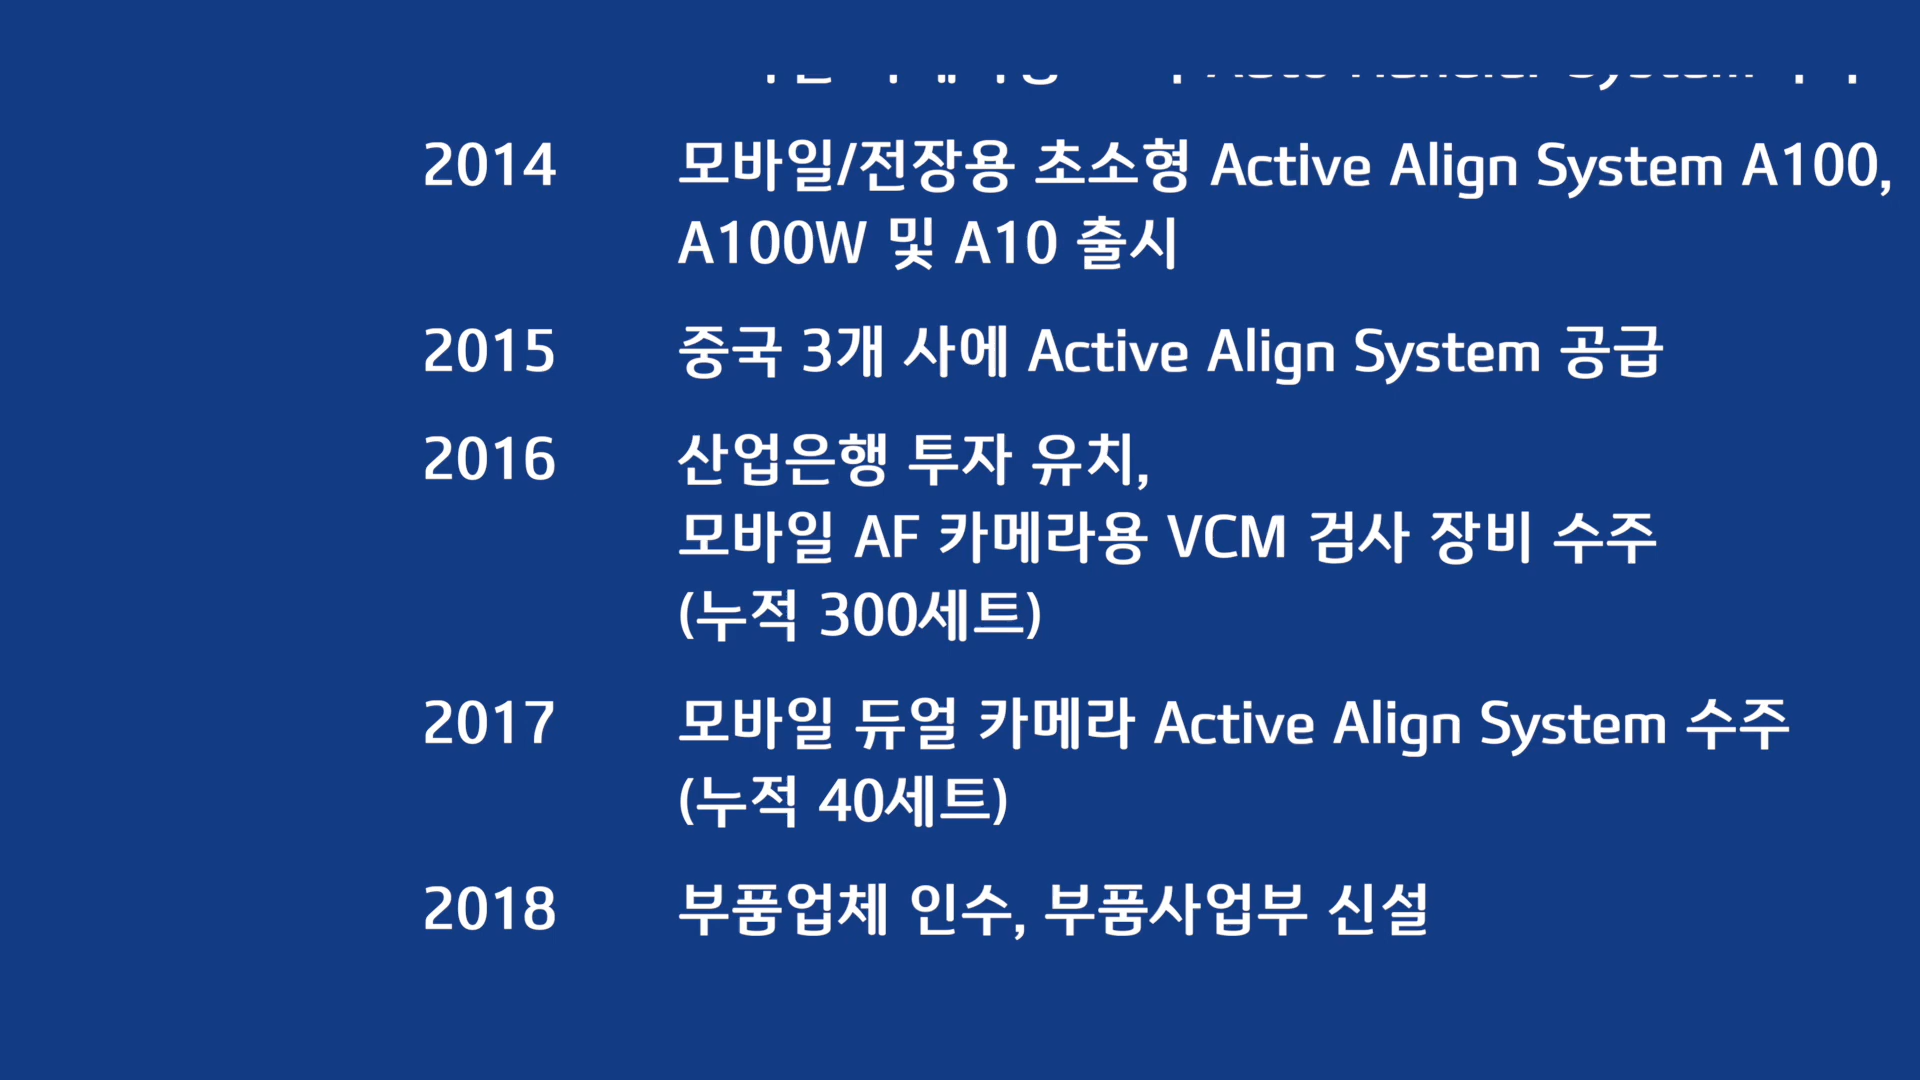 Auto Handler System
2014 모바일/전장용 초소형 Active Align System A100,
A100W 및 A10 출시
2015 중국 3개 사에 Active Align System 공급
2016 산업은행 투자 유치,
모바일 AF 카메라용 VCM 검사 장비 수주
(누적 300세트)
2017 모바일 듀얼 카메라 Active Align System 수주
(누적 40세트)
2018 부품업체 인수, 부품사업부 신설